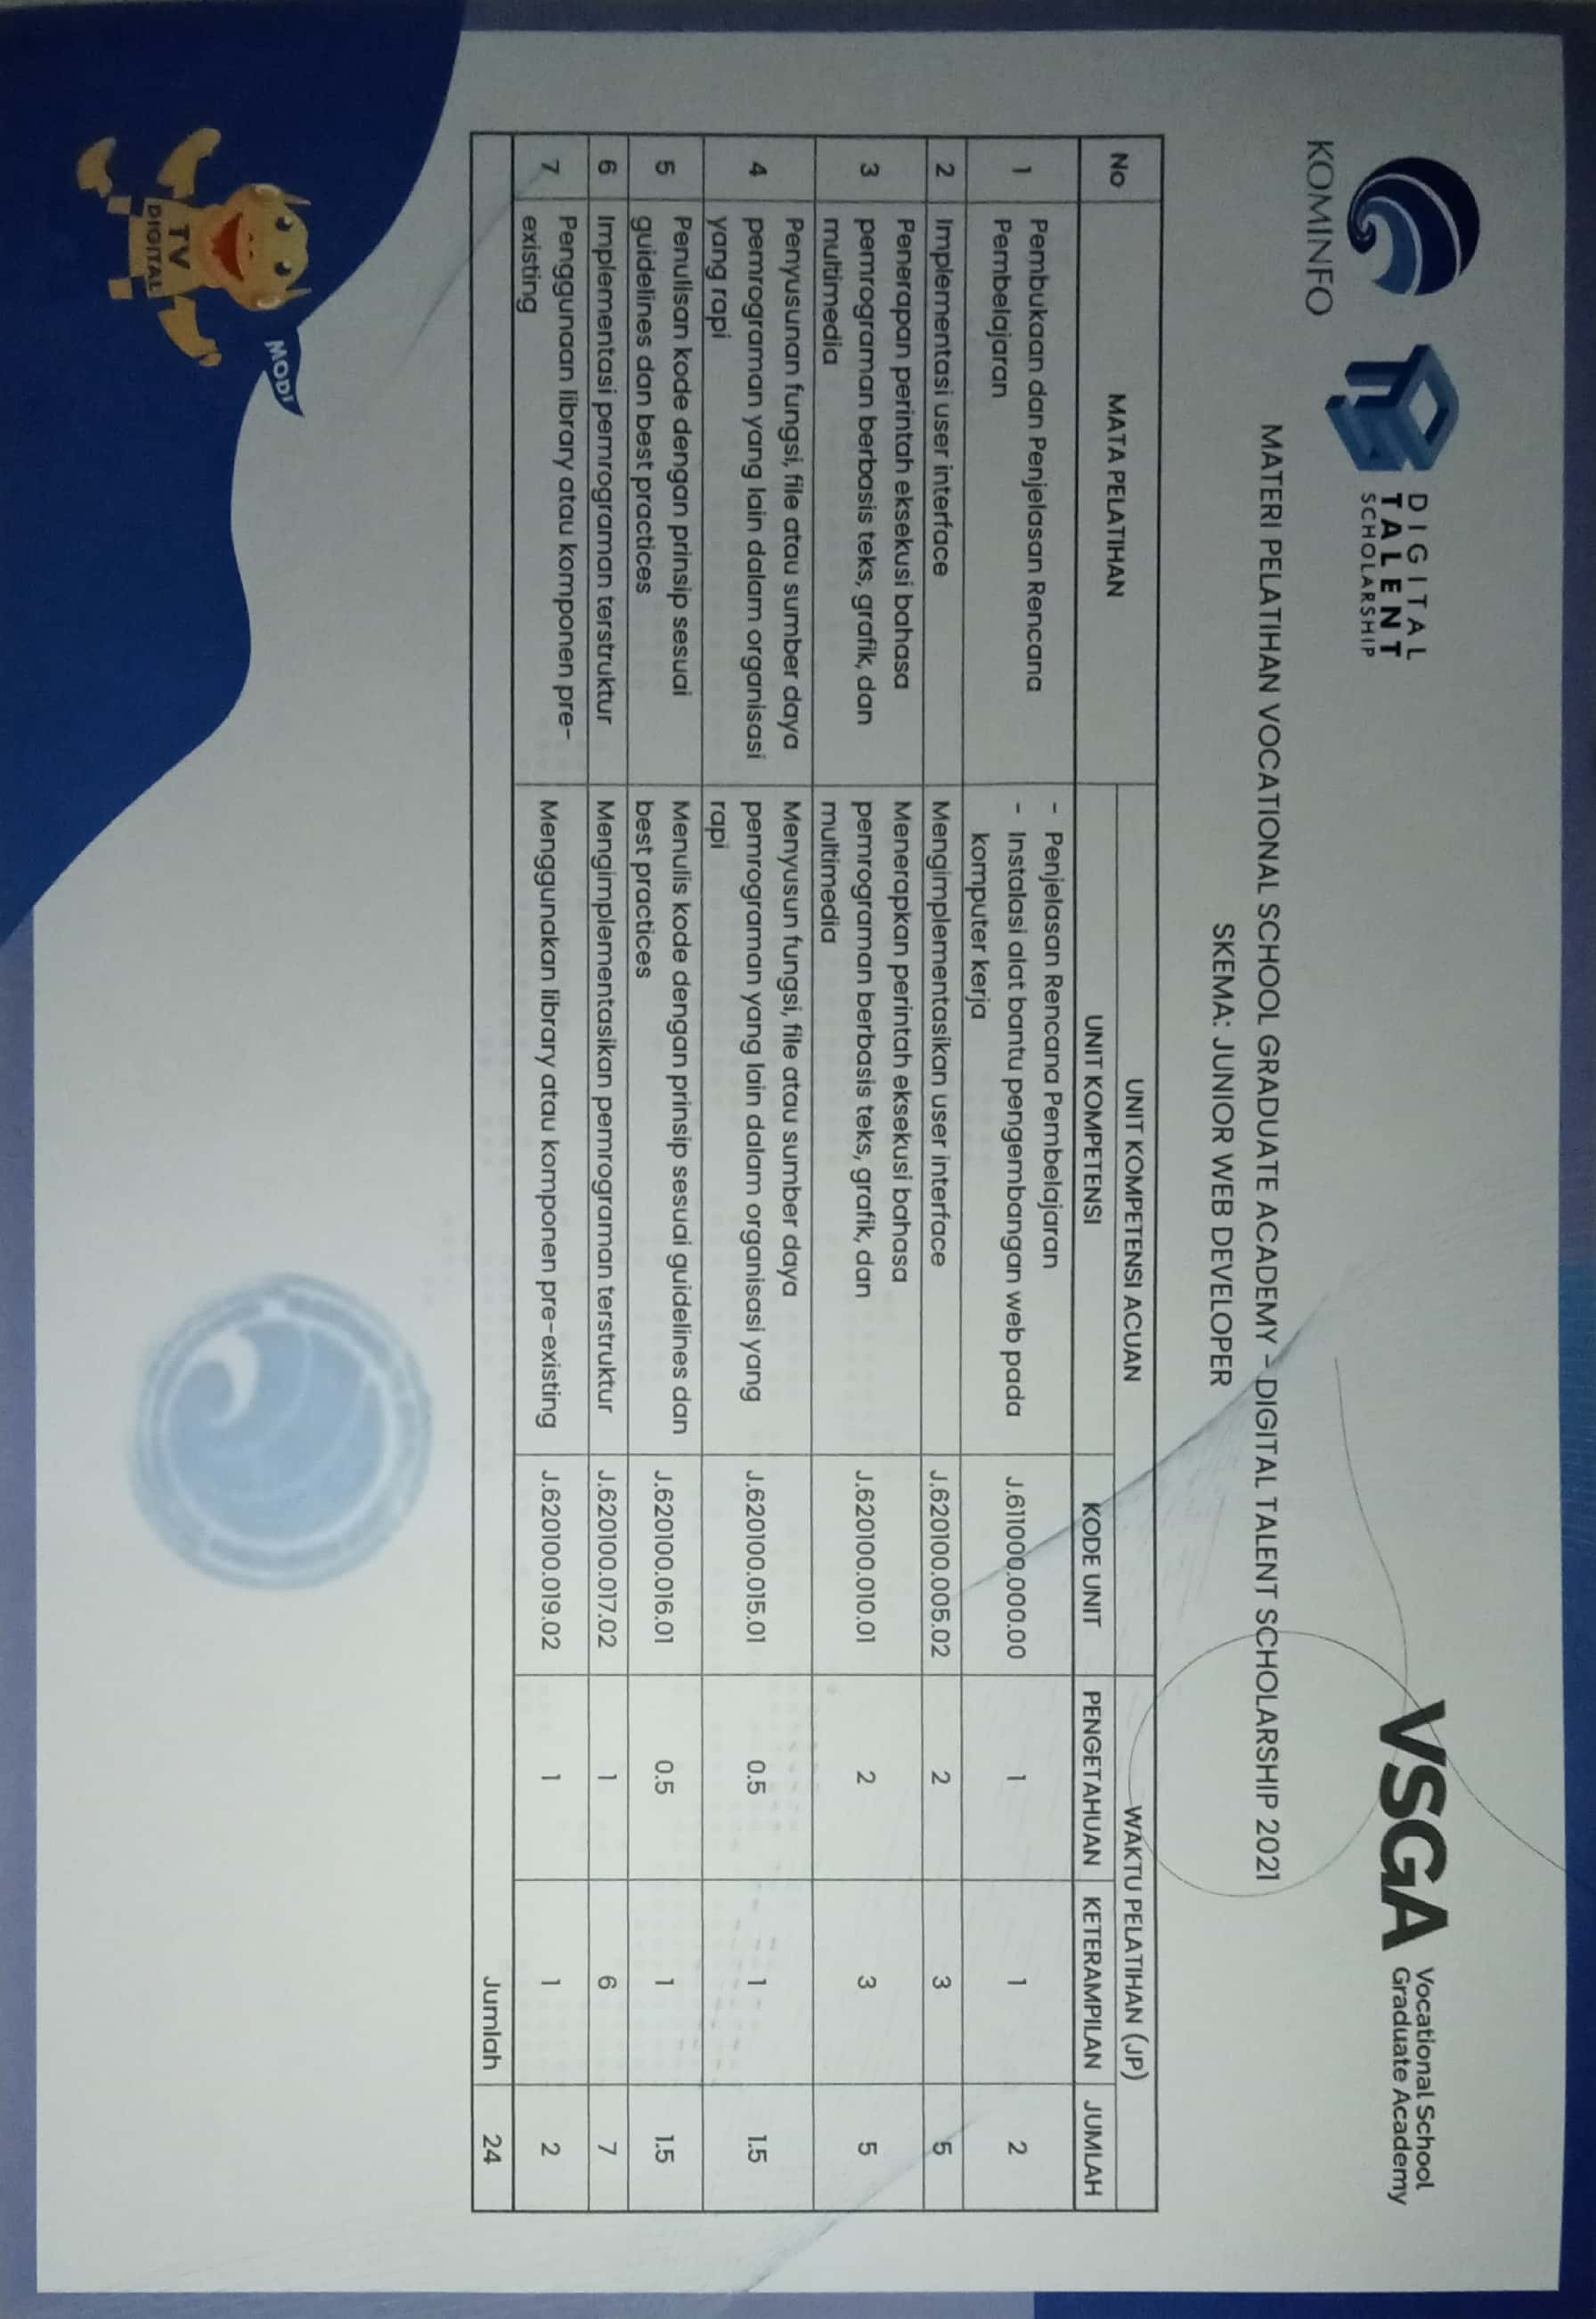 KOMINFO
DIGITAL
TALENT
SCHOLARSHIP
VSGA
Vocational School
Graduate Academy
MATERI PELATIHAN VOCATIONAL SCHOOL GRADUATE ACADEMY - DIGITAL TALENT SCHOLARSHIP 2021
SKEMA: JUNIOR WEB DEVELOPER
No MATA PELATIHAN UNIT KOMPETENSI ACUAN WAKTU PELATIHAN (JP)
UNIT KOMPETENSI KODE UNIT PENGETAHUAN KETERAMPILAN JUMLAH
1 Pembukaan dan Penjelasan Rencana
Pembelajaran
- Penjelasan Rencana Pembelajaran
- Instalasi alat bantu pengembangan web pada
komputer kerja
J.611000.000.00 1 1 2
2 Implementasi user interface Mengimplementasikan user interface J.620100.005.02 2 3 5
3 Penerapan perintah eksekusi bahasa
pemrograman berbasis teks, grafik, dan
multimedia
Menerapkan perintah eksekusi bahasa
pemrograman berbasis teks, grafik, dan
multimedia
J.620100.010.01 2 3 5
4 Penyusunan fungsi, file atau sumber daya
pemrograman yang lain dalam organisasi
yang rapi
Menyusun fungsi, file atau sumber daya
pemrograman yang lain dalam organisasi yang
rapi
J.620100.015.01 0.5 1 1.5
5 Penulisan kode dengan prinsip sesuai
guidelines dan best practices
Menulis kode dengan prinsip sesuai guidelines dan
best practices
J.620100.016.01 0.5 1 1.5
6 Implementasi pemrograman terstruktur Mengimplementasikan pemrograman terstruktur J.620100.017.02 1 6 7
7 Penggunaan library atau komponen pre-
existing
Menggunakan library atau komponen pre-existing J.620100.019.02 1 1 2
Jumlah 24
MODI
TV
DIGITAL